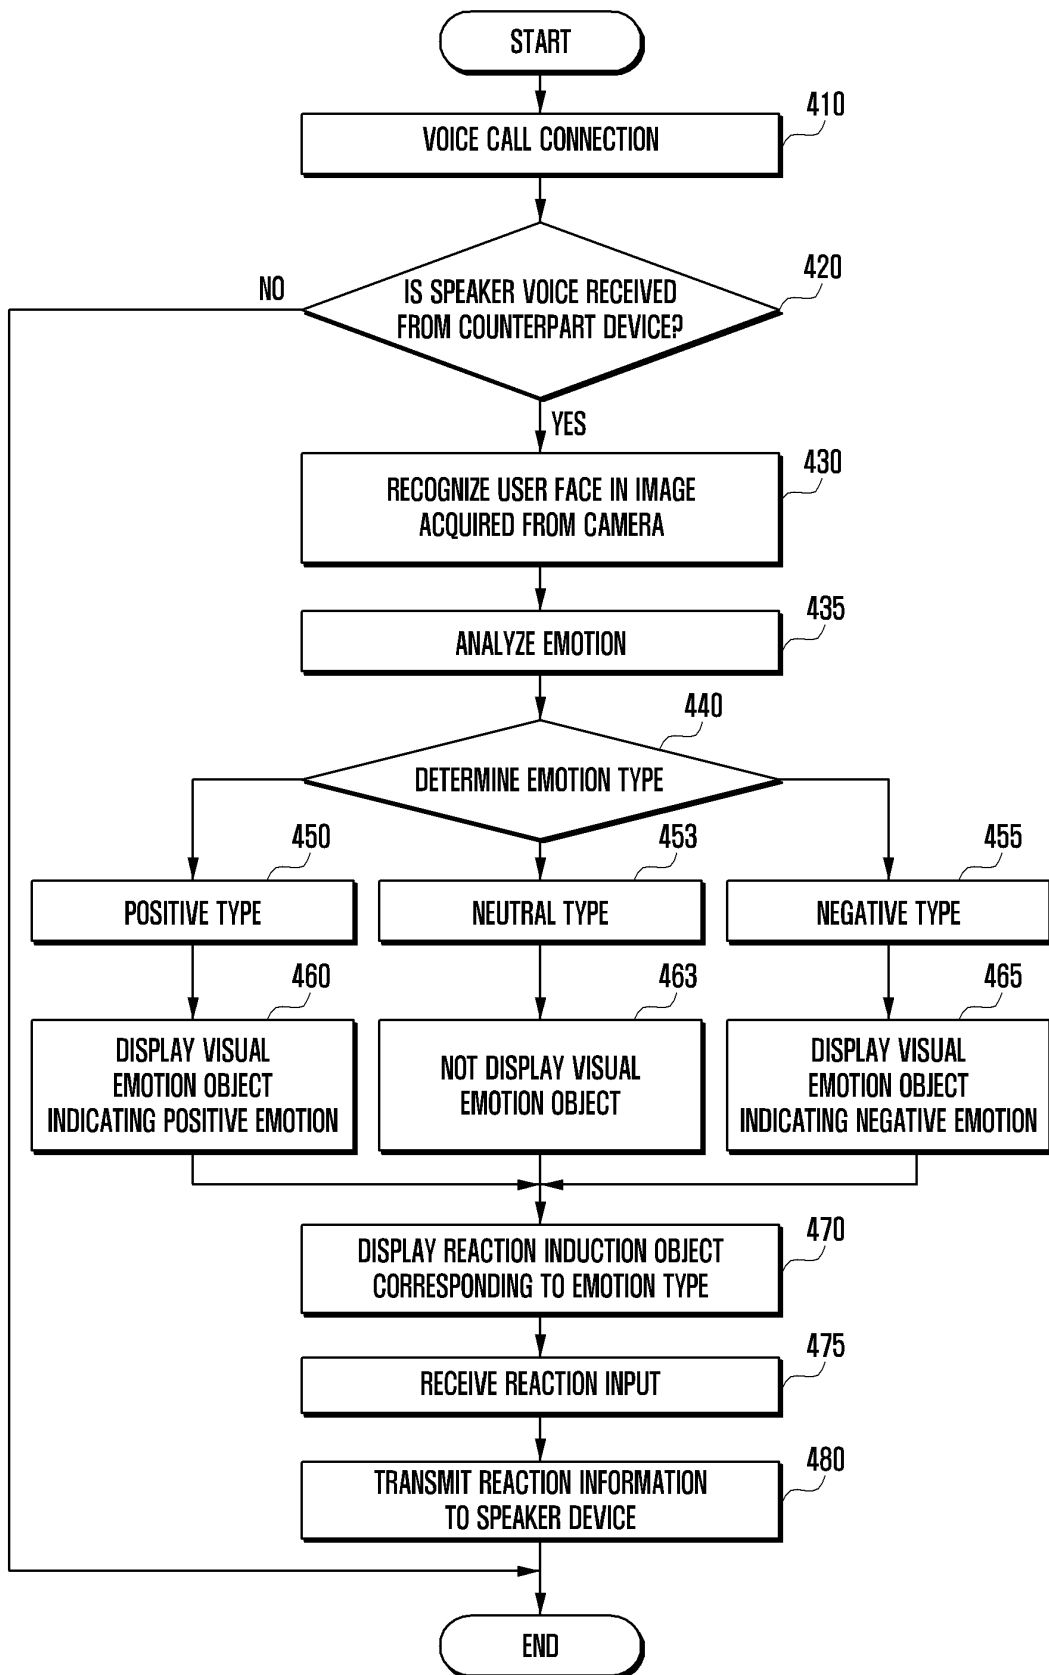 START
410
VOICE CALL CONNECTION
420
NO
IS SPEAKER VOICE RECEIVED
FROM COUNTERPART DEVICE?
YES
430
RECOGNIZE USER FACE IN IMAGE
ACQUIRED FROM CAMERA
435
ANALYZE EMOTION
440
DETERMINE EMOTION TYPE
450
453
455
POSITIVE TYPE
NEUTRAL TYPE
NEGATIVE TYPE
460
463
465
DISPLAY VISUAL
EMOTION OBJECT
INDICATING POSITIVE EMOTION
NOT DISPLAY VISUAL
EMOTION OBJECT
DISPLAY VISUAL
EMOTION OBJECT
INDICATING NEGATIVE EMOTION
470
DISPLAY REACTION INDUCTION OBJECT
CORRESPONDING TO EMOTION TYPE
475
RECEIVE REACTION INPUT
480
TRANSMIT REACTION INFORMATION
TO SPEAKER DEVICE
END